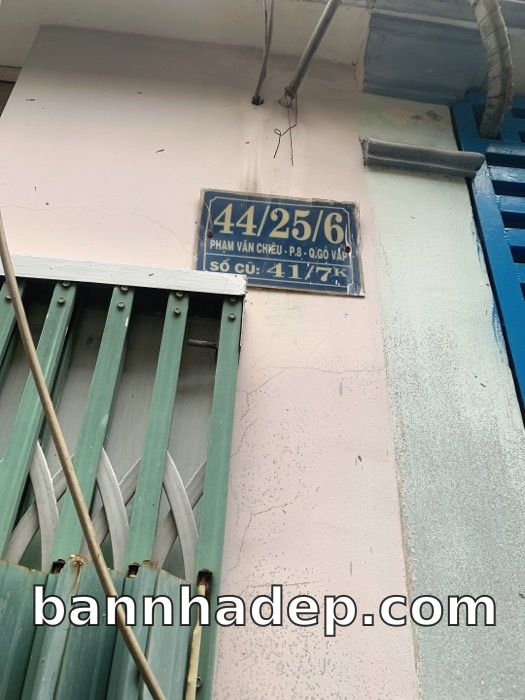 44/25/6
PHẠM VĂN CHIÊU - P.8 - Q.GÒ VẤP
SỐ CŨ: 41/7K
bannhadep.com